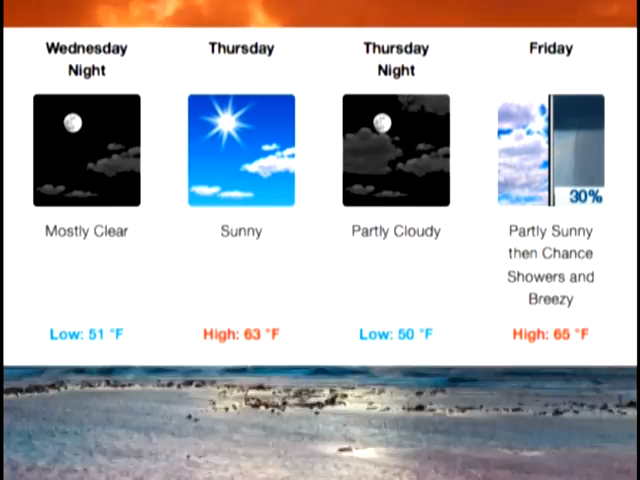 Wednesday
Night
Thursday
Thursday
Night
Friday
30%
Mostly Clear
Sunny
Partly Cloudy
Partly Sunny
then Chance
Showers and
Breezy
Low: 51 °F
High: 63 °F
Low: 50 °F
High: 65 °F